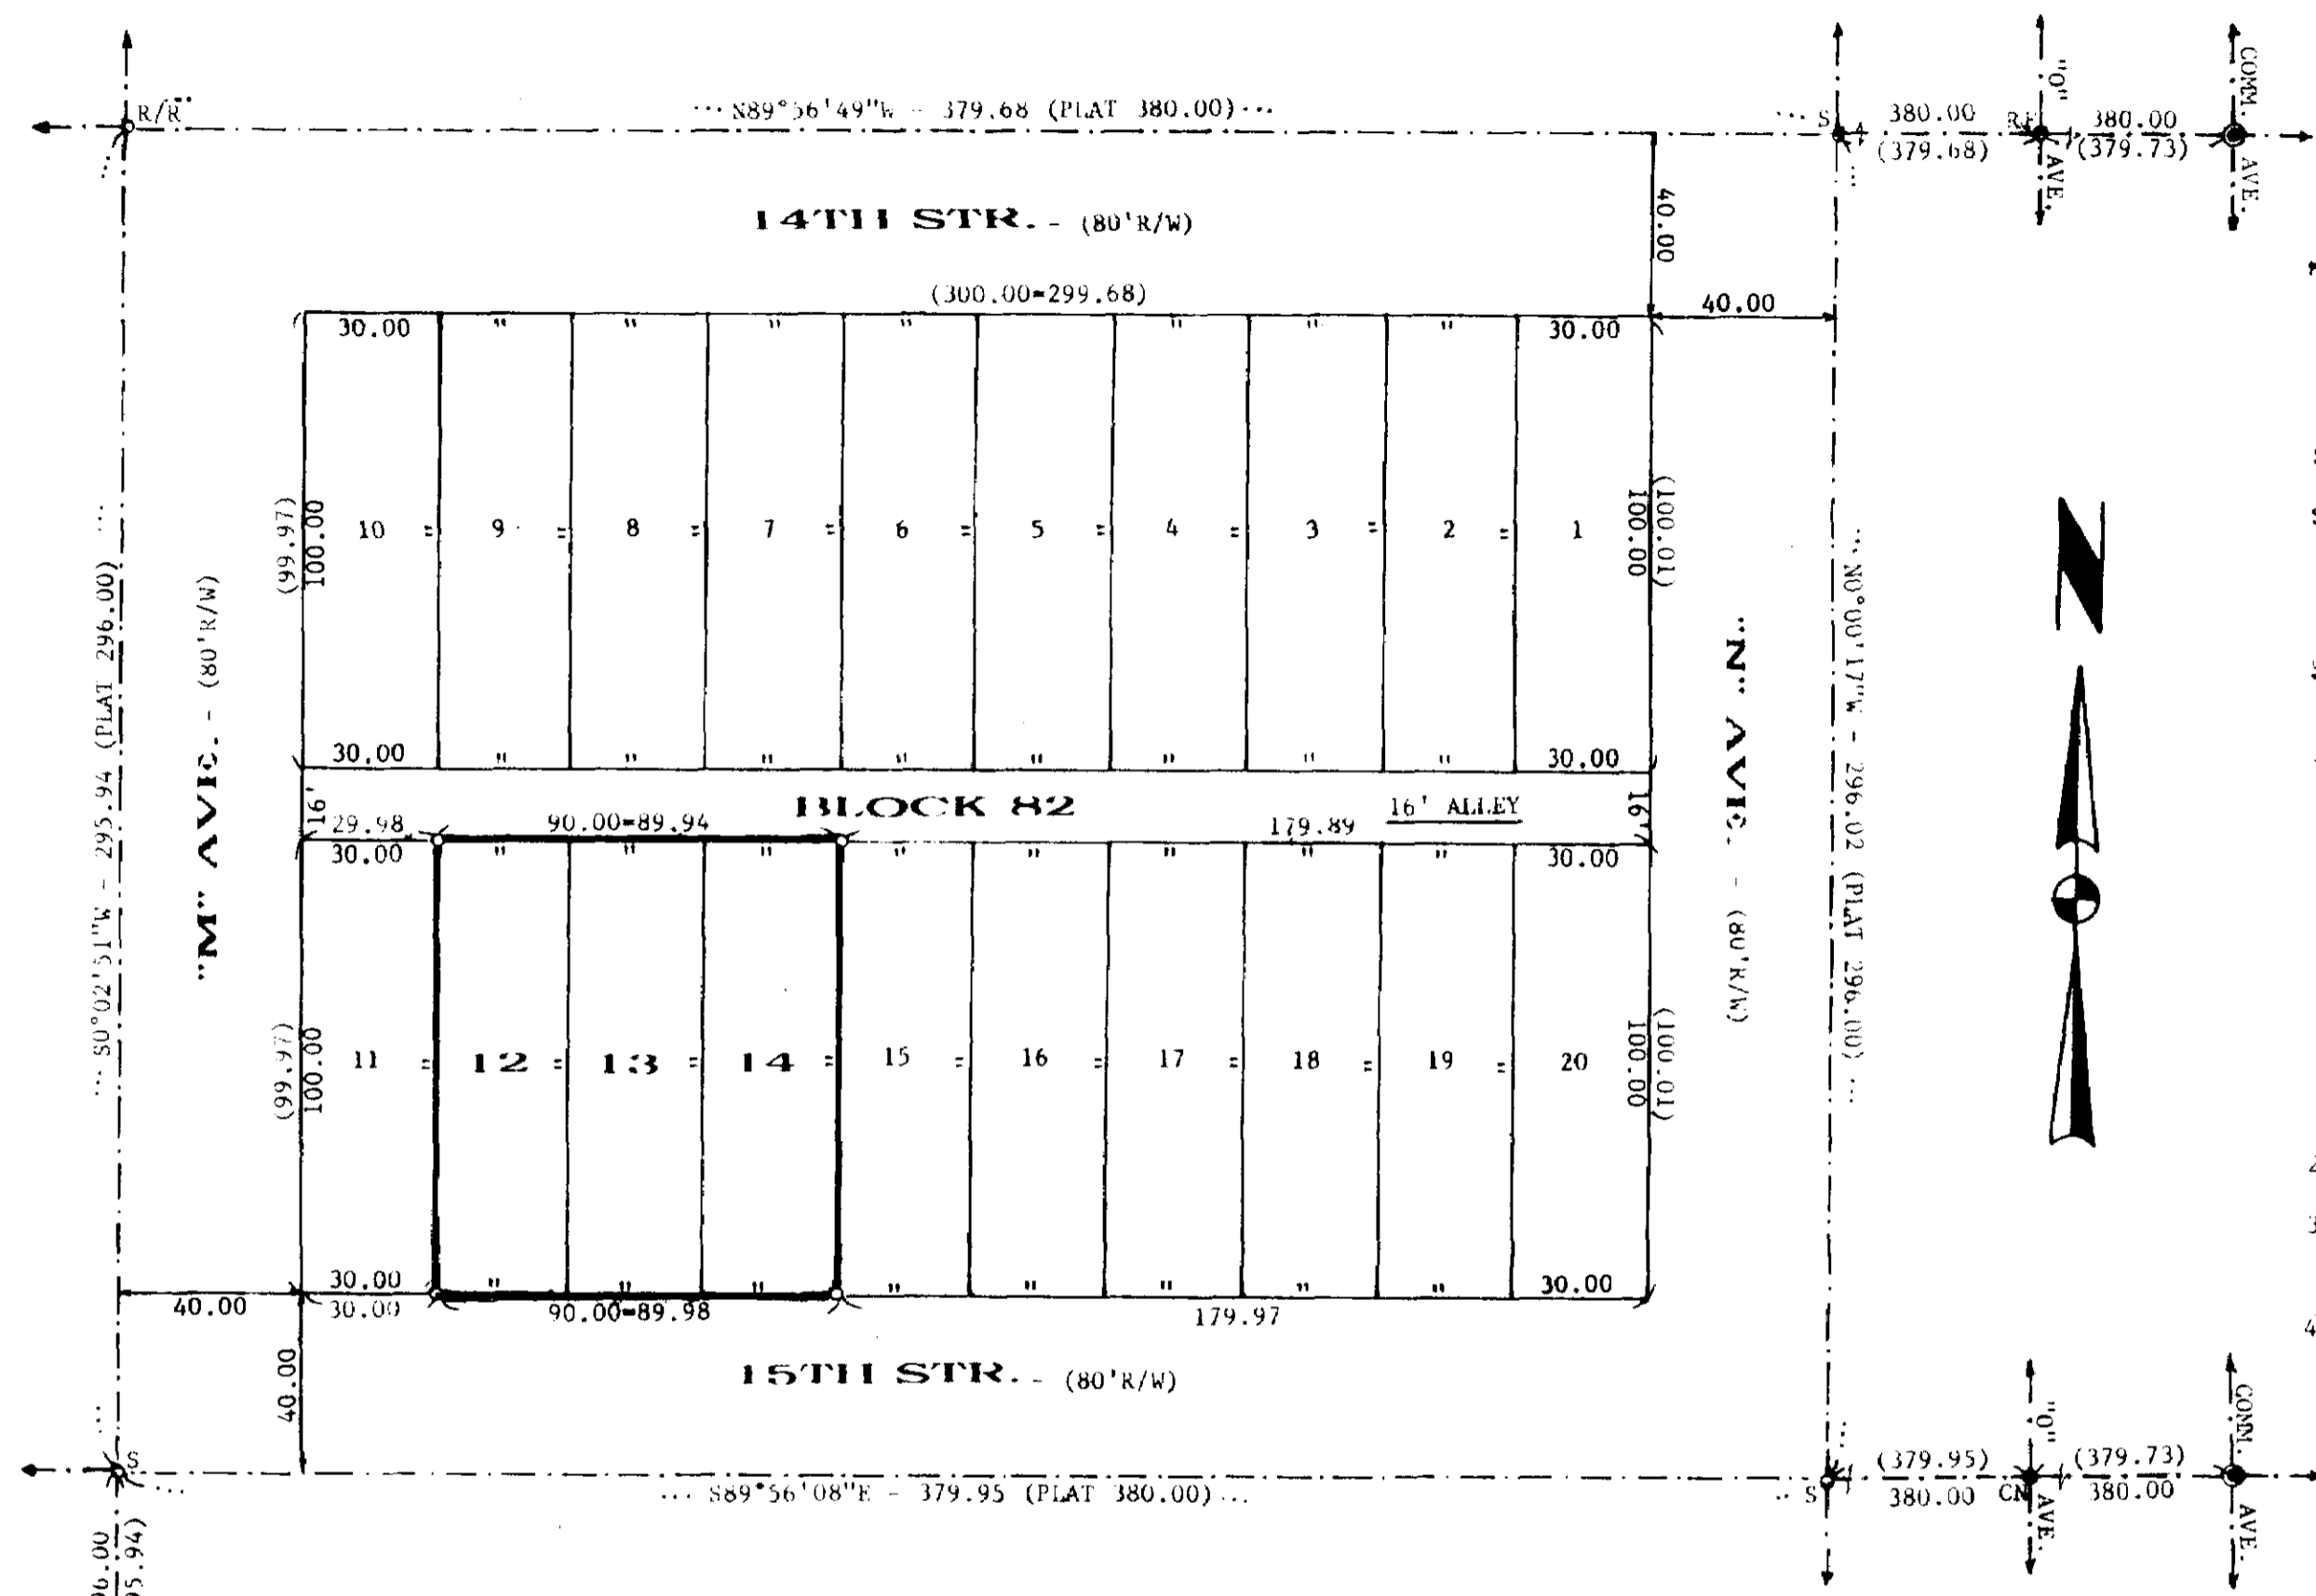 R/R
··· N89°56'49"W - 379.68 (PLAT 380.00) ···
··· S
380.00
(379.68)
"O" AVE.
380.00
(379.73)
COMM. AVE.
14TH STR. - (80'R/W)
40.00
(300.00=299.68)
40.00
30.00 " " " " " " " 30.00
(99.97)
100.00
10 = 9 = 8 = 7 = 6 = 5 = 4 = 3 = 2 = 1
100.00
(100.01)
··· S0°02'51"W - 295.94 (PLAT 296.00) ···
"M" AVE. - (80'R/W)
"N" AVE. - (80'R/W)
··· N0°00'17"W - 296.02 (PLAT 296.00) ···
N
30.00 " " " " " " " " 30.00
16'
BLOCK 82
16' ALLEY
16'
29.98
90.00=89.94
179.89
30.00 " " " " " " " " 30.00
(99.97)
100.00
11 = 12 = 13 = 14 = 15 = 16 = 17 = 18 = 19 = 20
100.00
(100.01)
30.00 " " " " " " " " 30.00
40.00
30.00
90.00=89.98
179.97
40.00
15TH STR. - (80'R/W)
S
··· S89°56'08"E - 379.95 (PLAT 380.00) ···
·· S
(379.95)
380.00
CN
"O" AVE.
(379.73)
380.00
COMM. AVE.
96.00
95.94)